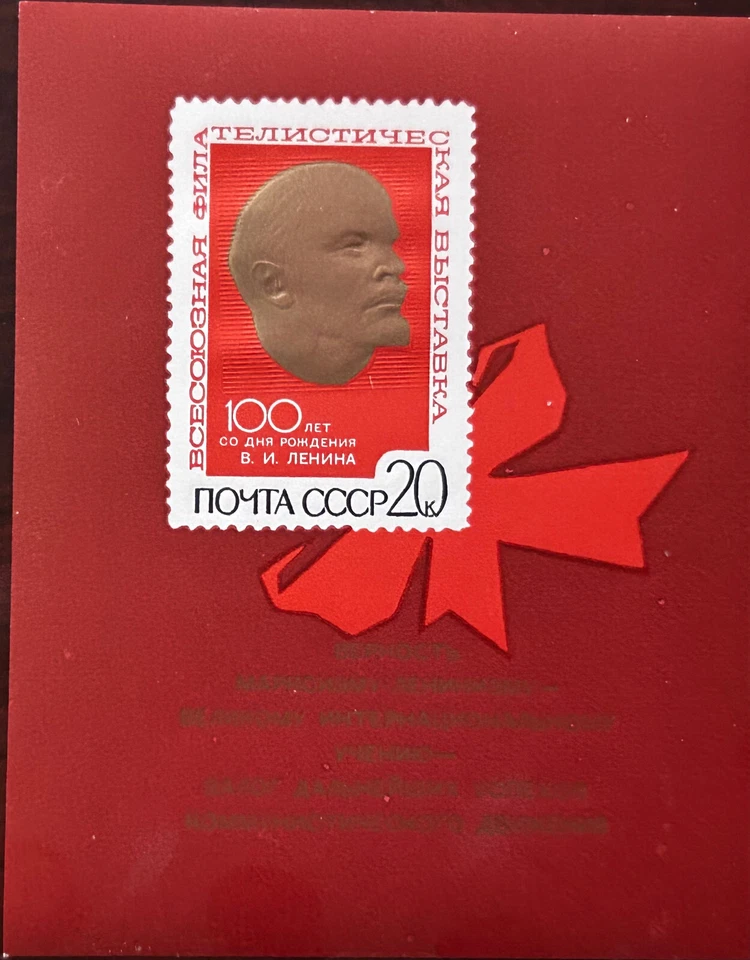 ВСЕСОЮЗНАЯ ФИЛАТЕЛИСТИЧЕСКАЯ ВЫСТАВКА
100 ЛЕТ
СО ДНЯ РОЖДЕНИЯ
В. И. ЛЕНИНА
ПОЧТА СССР 20 К
ВЕРНОСТЬ
МАРКСИЗМУ-ЛЕНИНИЗМУ—
ВЕЛИКОМУ ИНТЕРНАЦИОНАЛЬНОМУ
УЧЕНИЮ—
ЗАЛОГ ДАЛЬНЕЙШИХ УСПЕХОВ
КОММУНИСТИЧЕСКОГО ДВИЖЕНИЯ